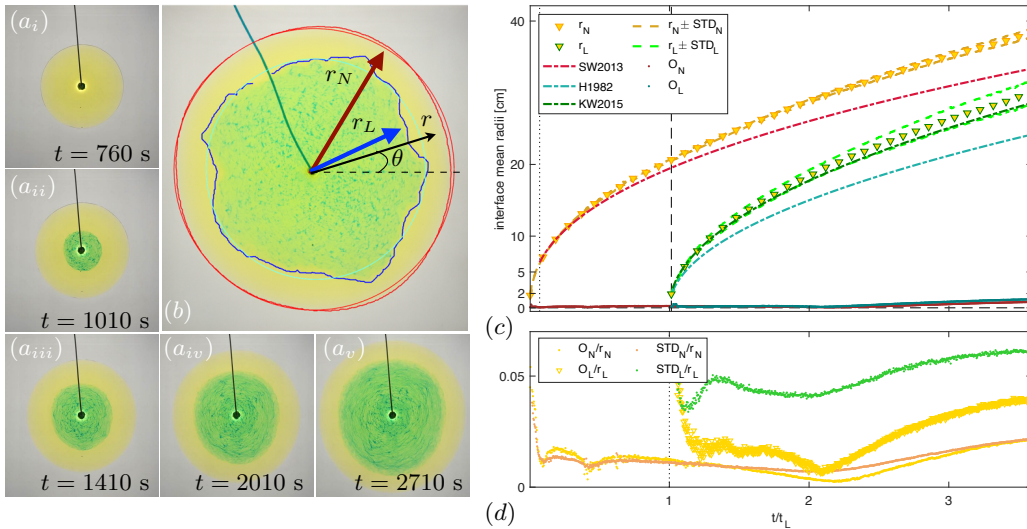 (a_i)
t = 760 s
(a_ii)
t = 1010 s
(a_iii)
t = 1410 s
(a_iv)
t = 2010 s
(a_v)
t = 2710 s
r_N
r_L
r
θ
(b)
interface mean radii [cm]
40
20
10
5
2
0
r_N
r_L
SW2013
H1982
KW2015
r_N ± STD_N
r_L ± STD_L
O_N
O_L
(c)
0.05
0
O_N/r_N
O_L/r_L
STD_N/r_N
STD_L/r_L
1
2
3
t/t_L
(d)